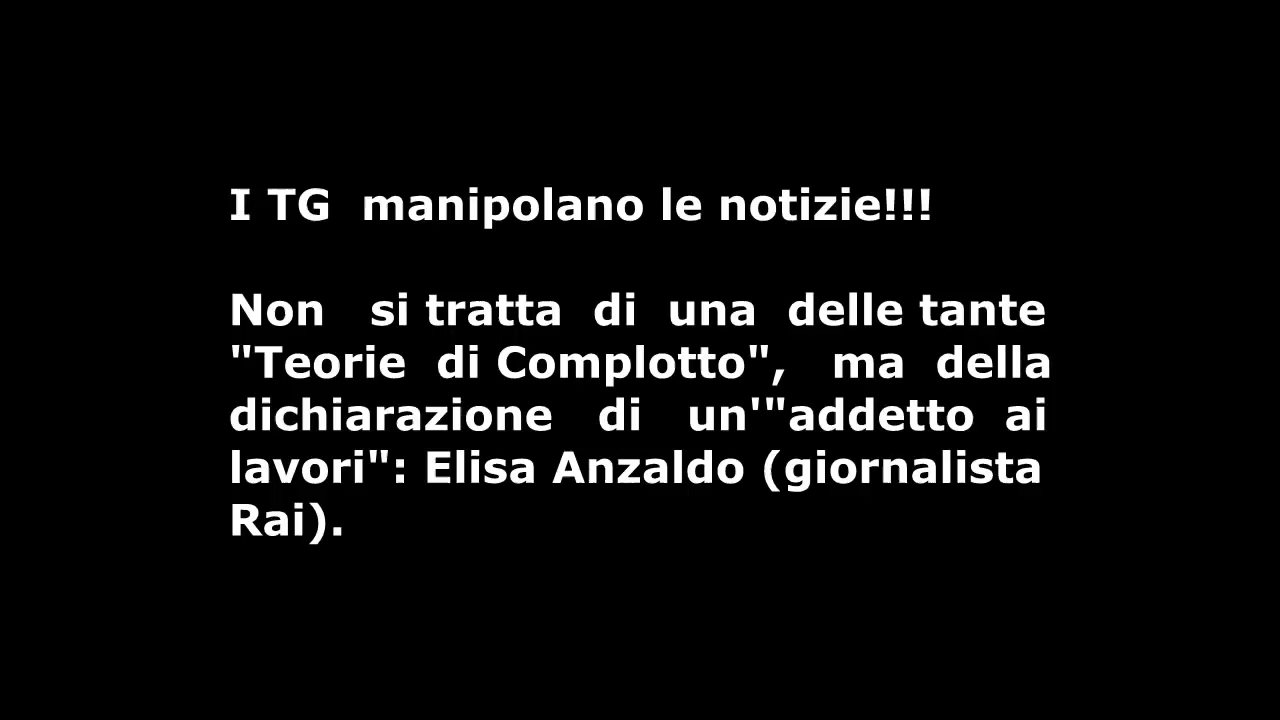 I TG manipolano le notizie!!!
Non si tratta di una delle tante
"Teorie di Complotto", ma della
dichiarazione di un'"addetto ai
lavori": Elisa Anzaldo (giornalista
Rai).